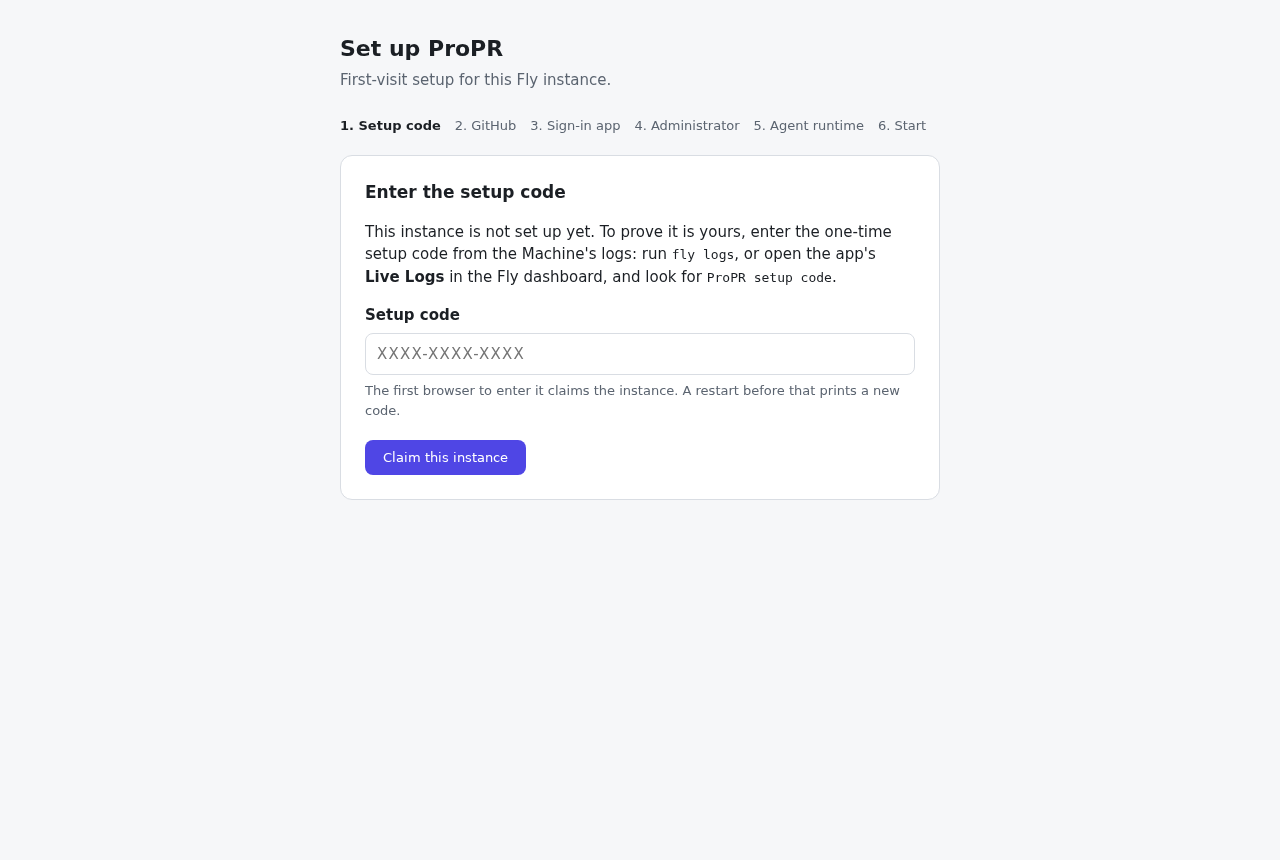 Set up ProPR
First-visit setup for this Fly instance.
1. Setup code 2. GitHub 3. Sign-in app 4. Administrator 5. Agent runtime 6. Start
Enter the setup code
This instance is not set up yet. To prove it is yours, enter the one-time
setup code from the Machine's logs: run fly logs, or open the app's
Live Logs in the Fly dashboard, and look for ProPR setup code.
Setup code
XXXX-XXXX-XXXX
The first browser to enter it claims the instance. A restart before that prints a new
code.
Claim this instance